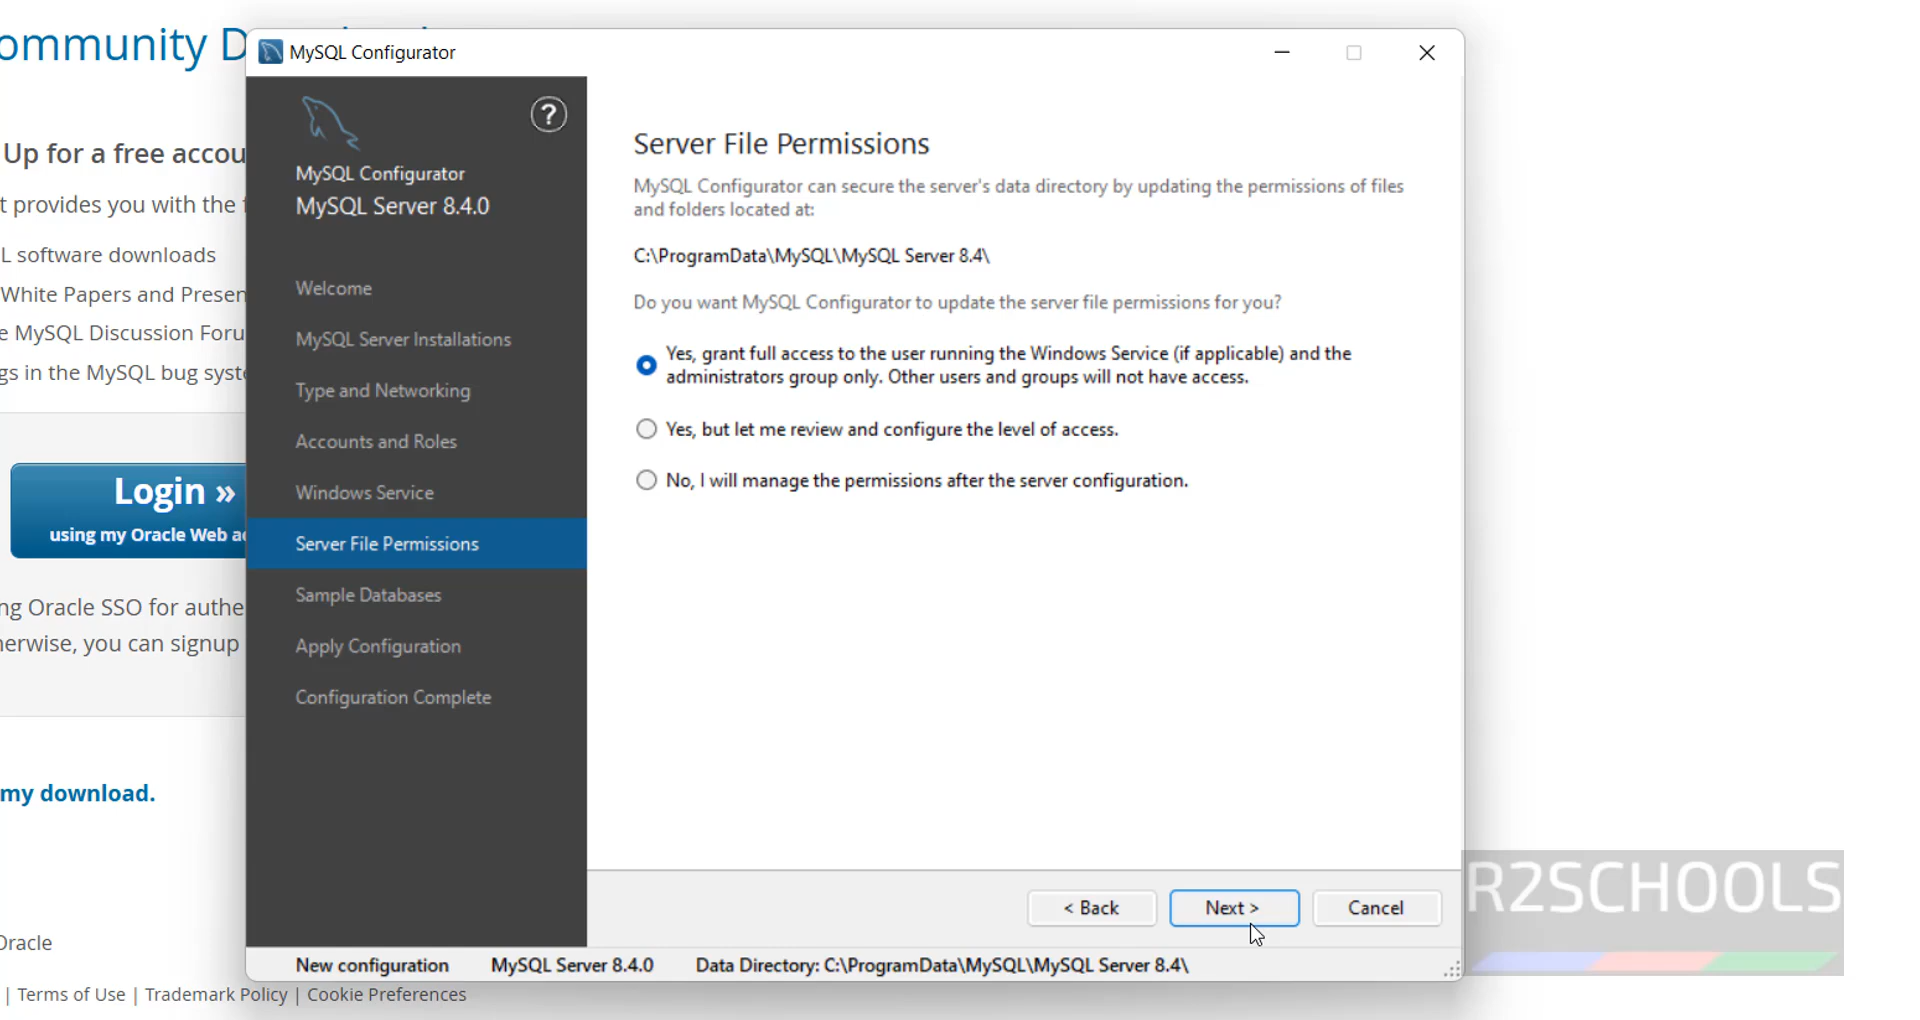 ommunity D
Up for a free accou
t provides you with the
L software downloads
White Papers and Presen
e MySQL Discussion Foru
gs in the MySQL bug syst
Login »
using my Oracle Web a
ng Oracle SSO for authe
erwise, you can signup
my download.
Oracle
| Terms of Use | Trademark Policy | Cookie Preferences
MySQL Configurator
?
MySQL Configurator
MySQL Server 8.4.0
Welcome
MySQL Server Installations
Type and Networking
Accounts and Roles
Windows Service
Server File Permissions
Sample Databases
Apply Configuration
Configuration Complete
Server File Permissions
MySQL Configurator can secure the server's data directory by updating the permissions of files
and folders located at:
C:\ProgramData\MySQL\MySQL Server 8.4\
Do you want MySQL Configurator to update the server file permissions for you?
Yes, grant full access to the user running the Windows Service (if applicable) and the
administrators group only. Other users and groups will not have access.
Yes, but let me review and configure the level of access.
No, I will manage the permissions after the server configuration.
< Back
Next >
Cancel
New configuration MySQL Server 8.4.0 Data Directory: C:\ProgramData\MySQL\MySQL Server 8.4\
R2SCHOOLS